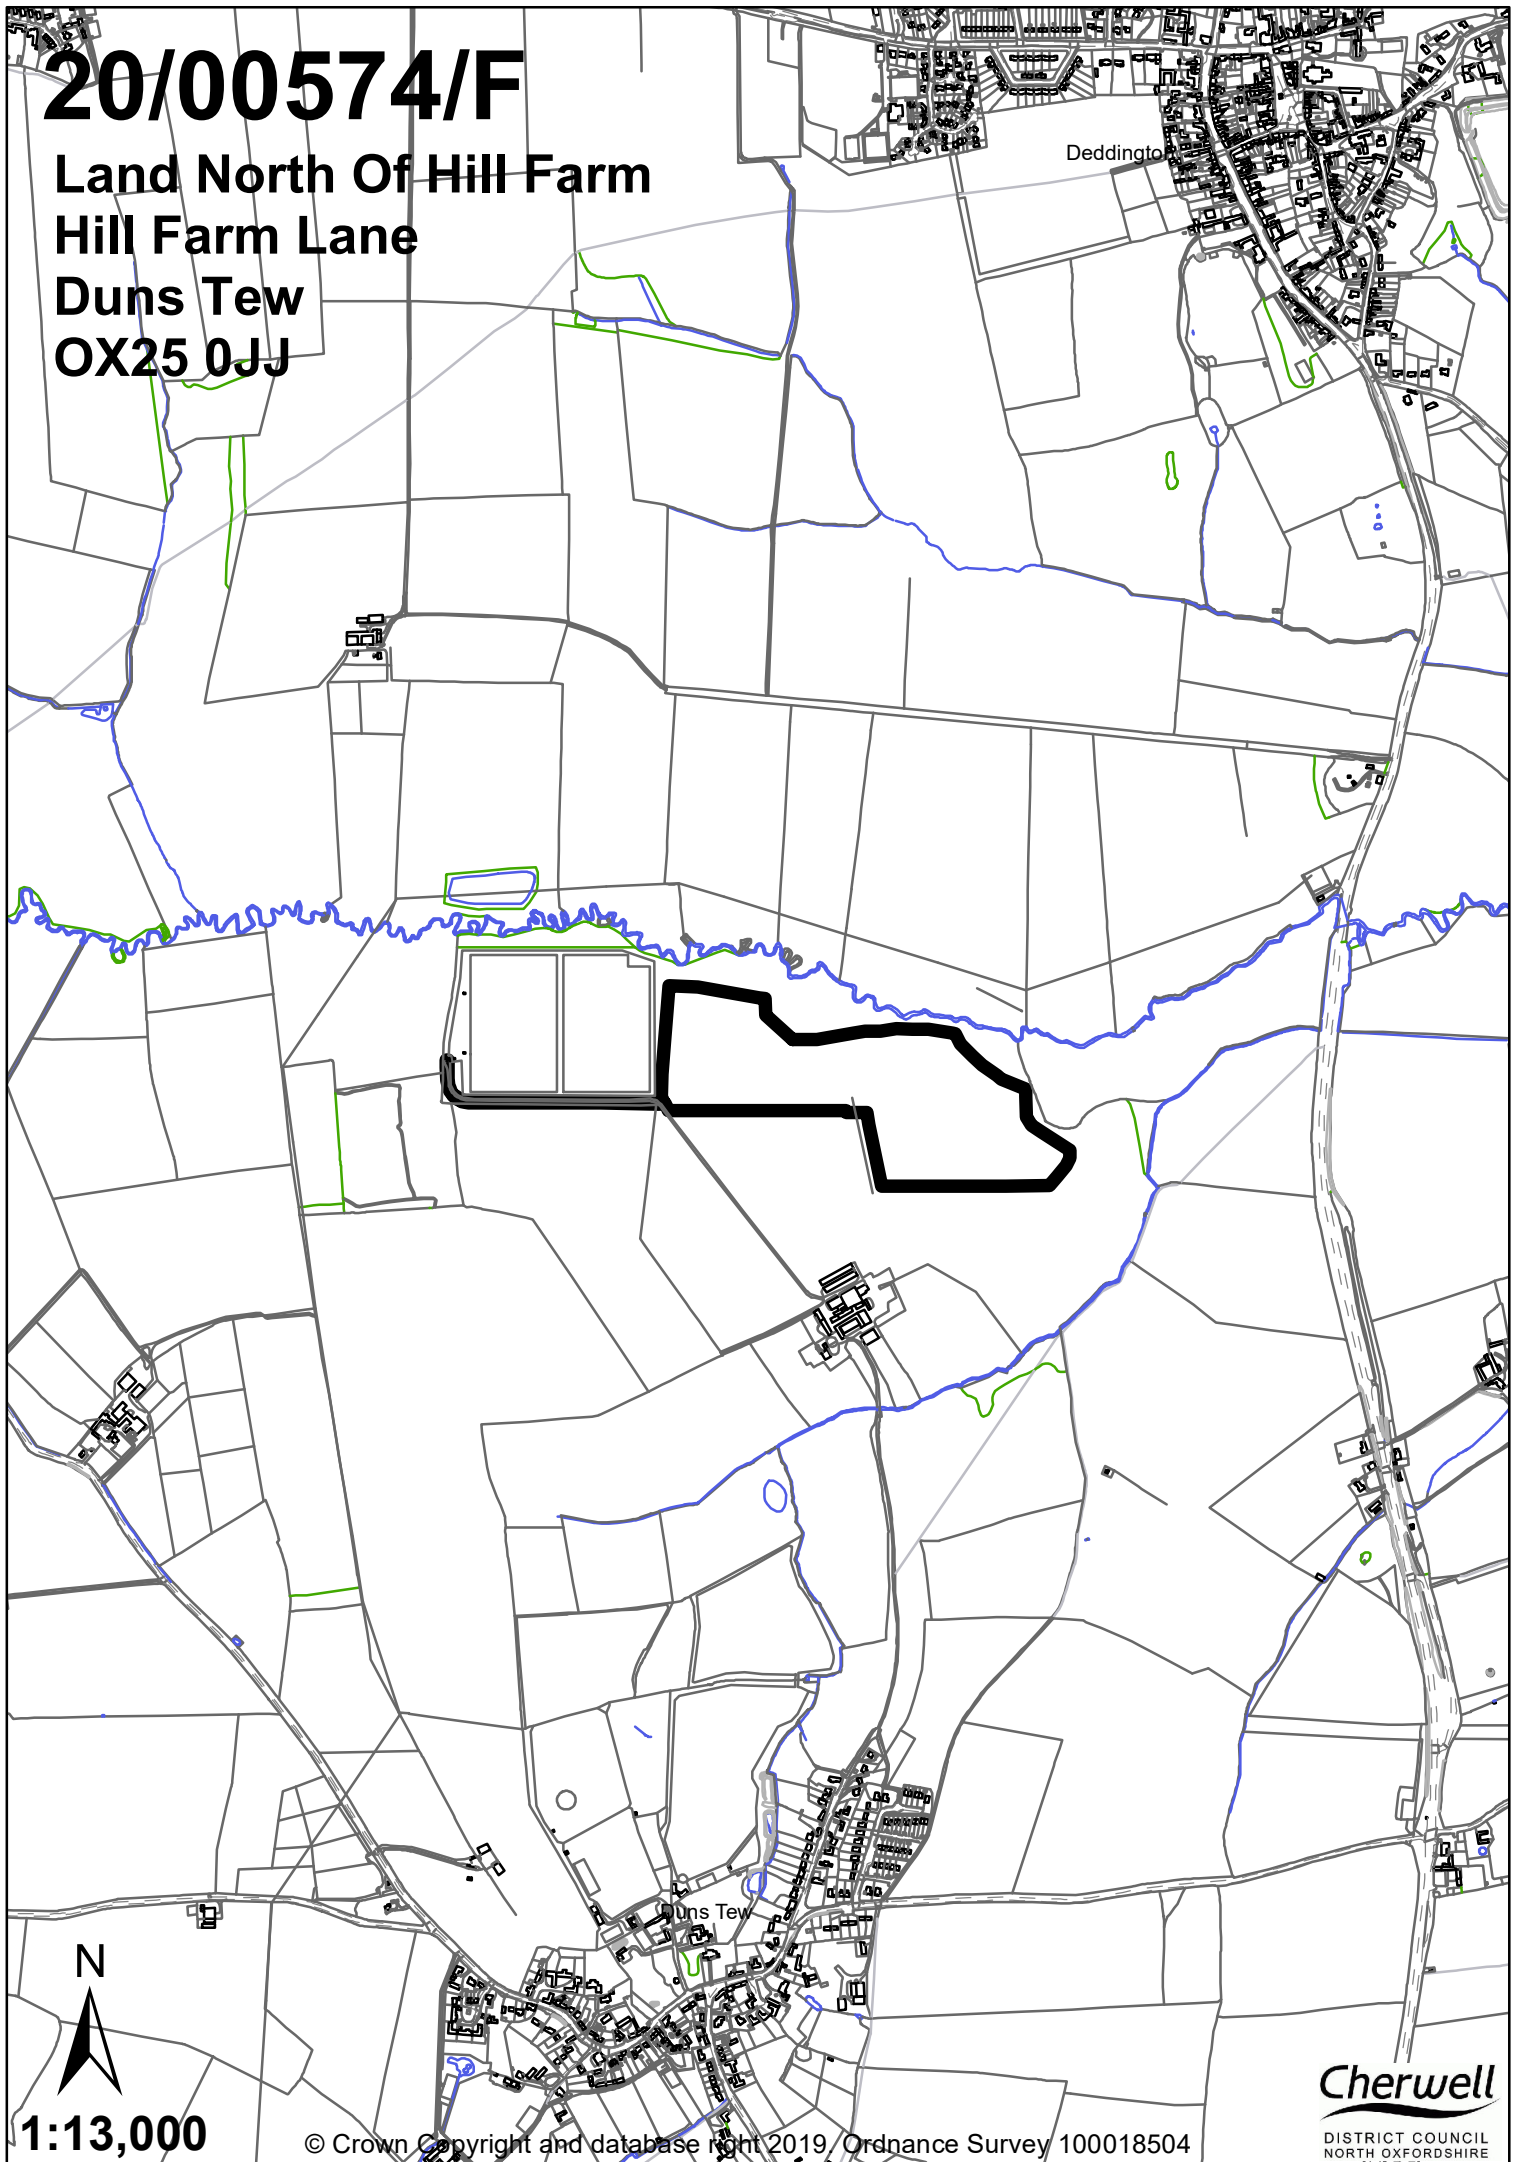 20/00574/F
Land North Of Hill Farm
Hill Farm Lane
Duns Tew
OX25 0JJ
Deddington
Duns Tew
N
1:13,000
© Crown Copyright and database right 2019. Ordnance Survey 100018504
Cherwell
DISTRICT COUNCIL
NORTH OXFORDSHIRE